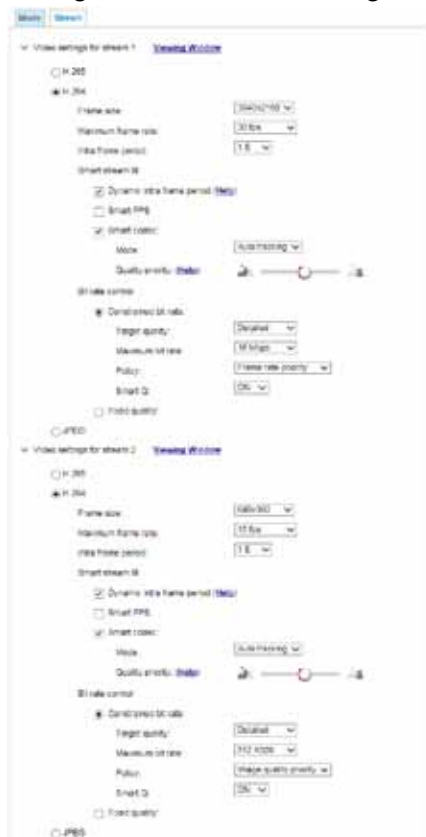 Mode Stream
Video settings for stream 1 Viewing Window
H.265
H.264
Frame size: 3840x2160
Maximum frame rate: 30 fps
Intra frame period: 1 S
Smart stream III
Dynamic intra frame period (Help)
Smart FPS
Smart codec:
Mode: Auto tracking
Quality priority: (Help)
Bit rate control
Constrained bit rate:
Target quality: Detailed
Maximum bit rate: Mbps
Policy: Frame rate priority
Smart Q: ON
Fixed quality:
JPEG
Video settings for stream 2 Viewing Window
H.265
H.264
Frame size: 640x360
Maximum frame rate: 15 fps
Intra frame period: 1 S
Smart stream III
Dynamic intra frame period (Help)
Smart FPS
Smart codec:
Mode: Auto tracking
Quality priority: (Help)
Bit rate control
Constrained bit rate:
Target quality: Detailed
Maximum bit rate: 512 Kbps
Policy: Image quality priority
Smart Q: ON
Fixed quality:
JPEG